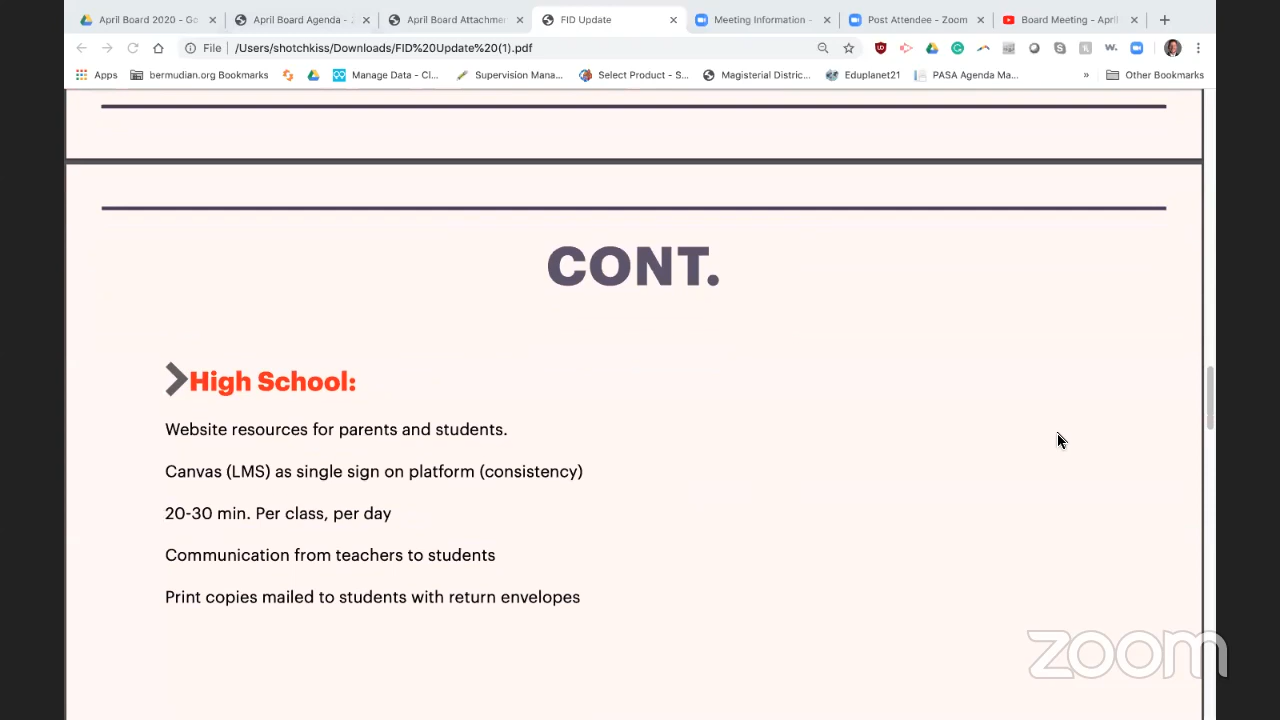 April Board 2020 - Go
April Board Agenda -
April Board Attachmen
FID Update
Meeting Information -
Post Attendee - Zoom
Board Meeting - April
File
/Users/shotchkiss/Downloads/FID%20Update%20(1).pdf
Apps
bermudian.org Bookmarks
Manage Data - Cl...
Supervision Mana...
Select Product - S...
Magisterial Distric...
Eduplanet21
PASA Agenda Ma...
»
Other Bookmarks
CONT.
High School:
Website resources for parents and students.
Canvas (LMS) as single sign on platform (consistency)
20-30 min. Per class, per day
Communication from teachers to students
Print copies mailed to students with return envelopes
zoom